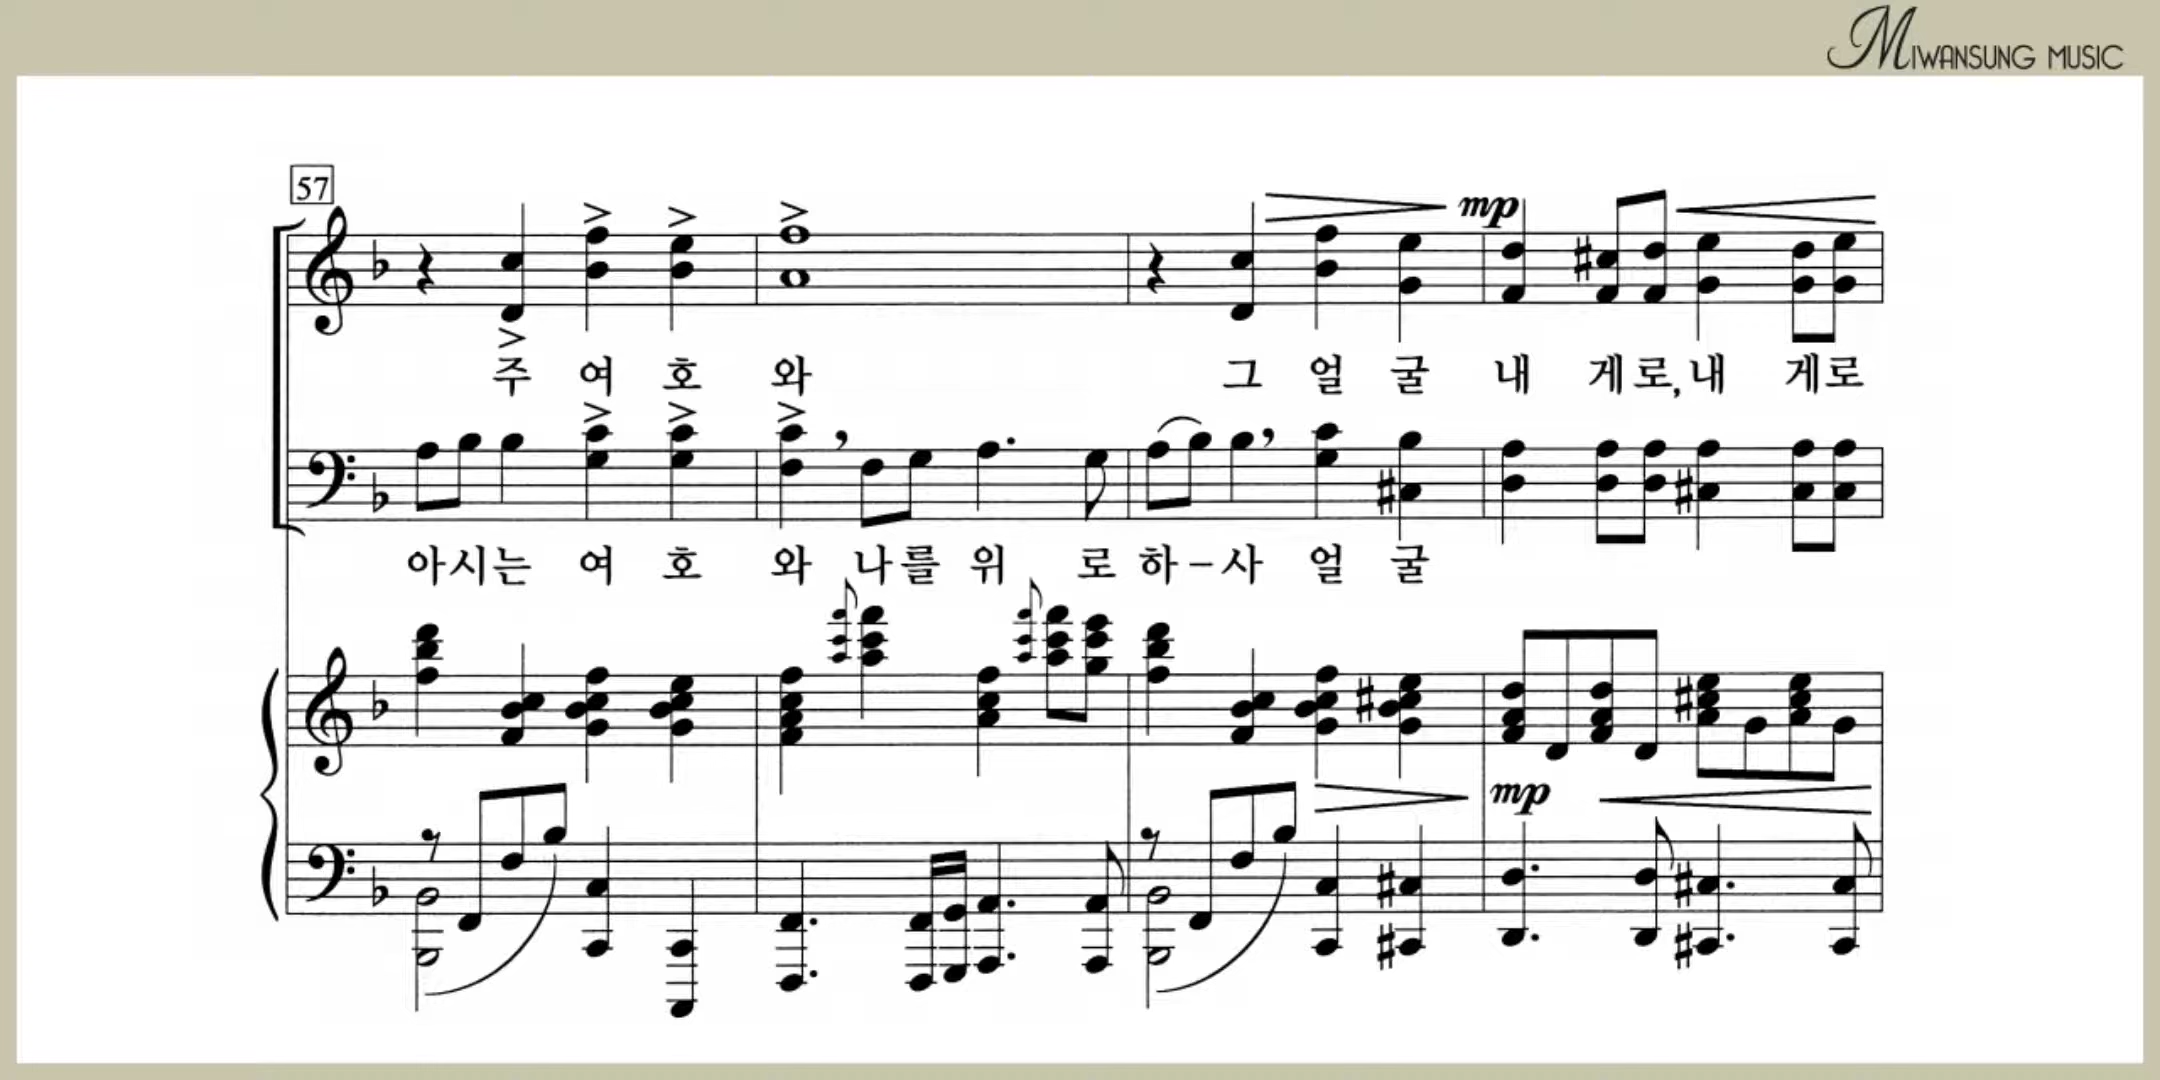 MIWANSUNG MUSIC
57
mp
주 여 호 와 그 얼 굴 내 게로, 내 게로
아시는 여 호 와 나를 위 로 하-사 얼 굴
mp